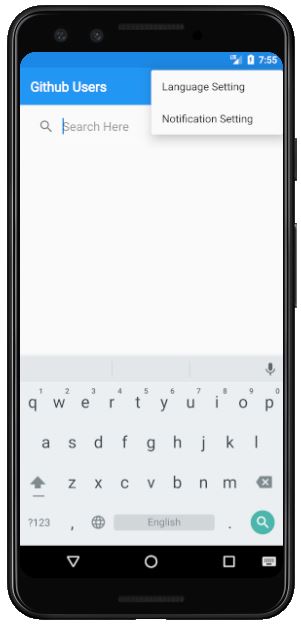 7:55
Github Users
Language Setting
Notification Setting
Search Here
1 2 3 4 5 6 7 8 9 0
q w e r t y u i o p
a s d f g h j k l
z x c v b n m
?123 , English .